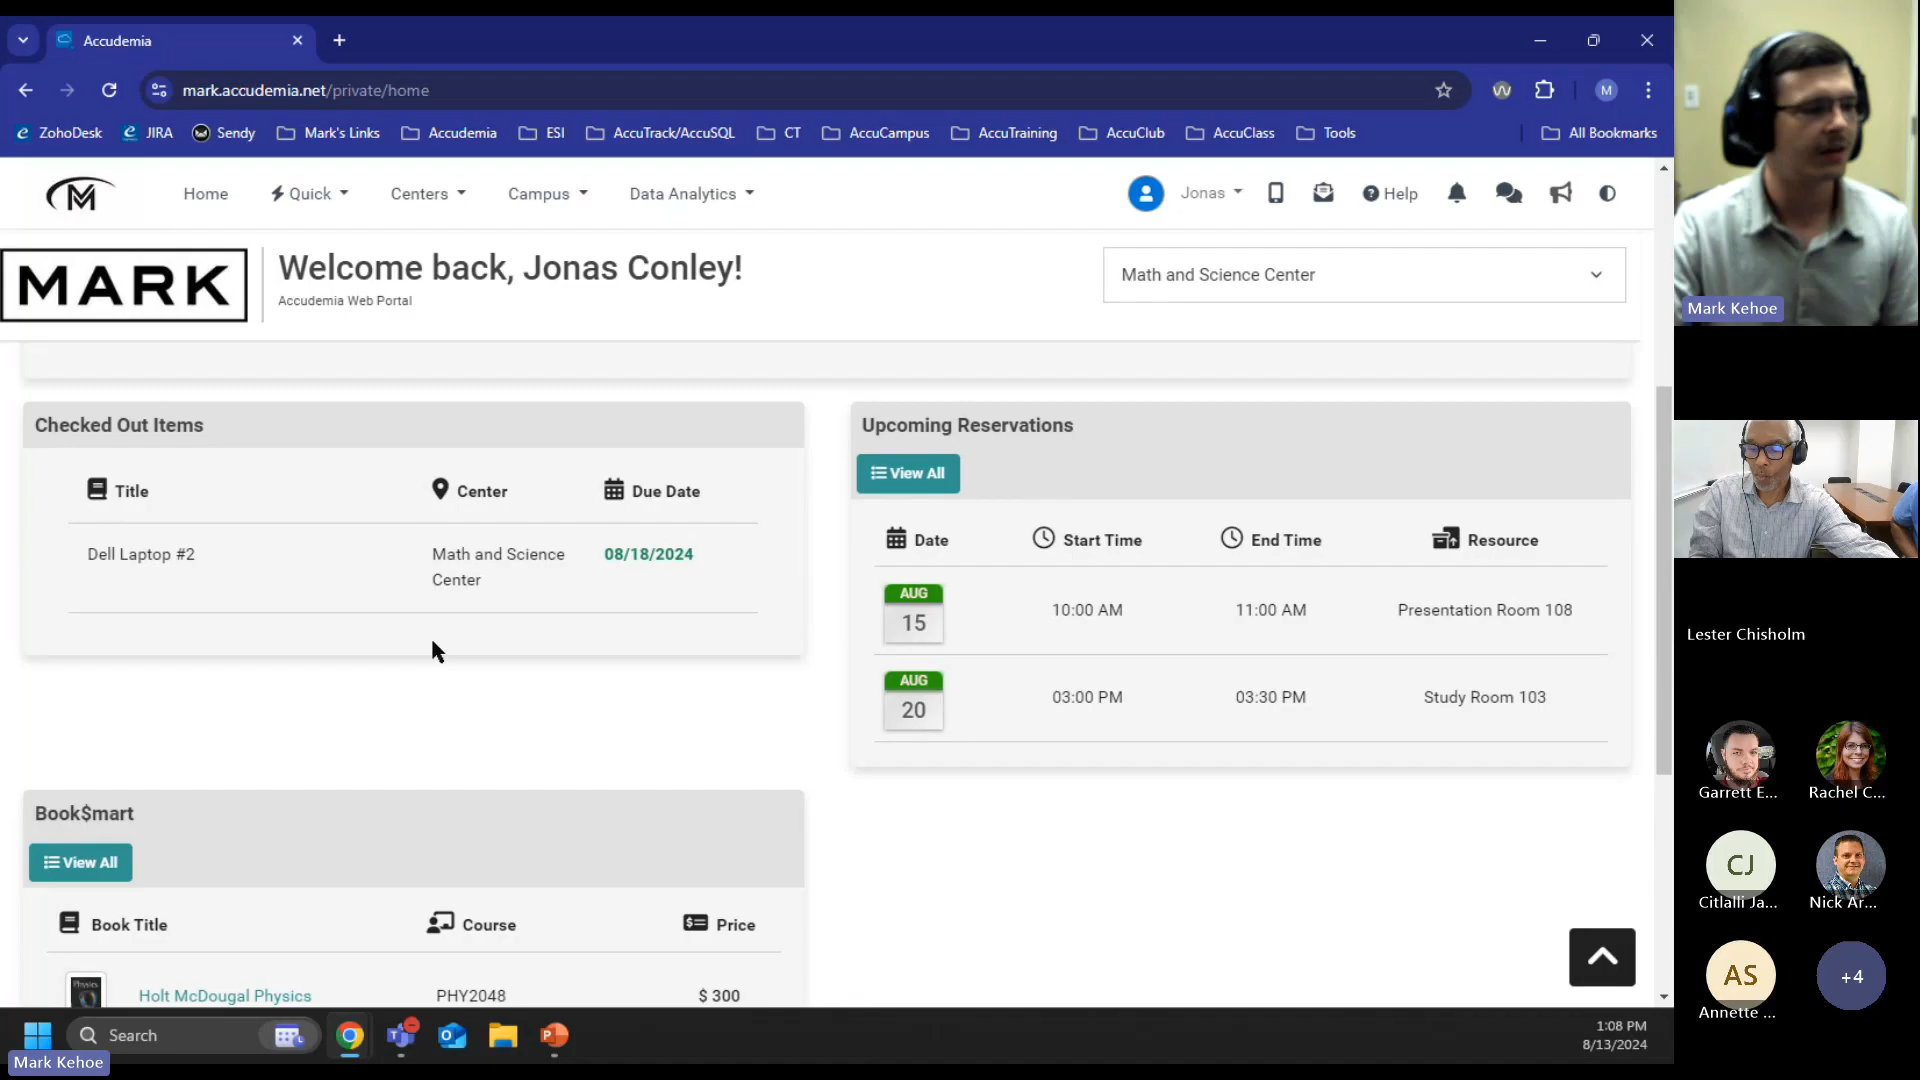 Accudemia
mark.accudemia.net/private/home
M
ZohoDesk
JIRA
Sendy
Mark's Links
Accudemia
ESI
AccuTrack/AccuSQL
CT
AccuCampus
AccuTraining
AccuClub
AccuClass
Tools
All Bookmarks
M
Home
Quick
Centers
Campus
Data Analytics
Jonas
Help
MARK
Welcome back, Jonas Conley!
Accudemia Web Portal
Math and Science Center
Checked Out Items
Title
Center
Due Date
Dell Laptop #2
Math and Science
Center
08/18/2024
Upcoming Reservations
View All
Date
Start Time
End Time
Resource
AUG
15
10:00 AM
11:00 AM
Presentation Room 108
AUG
20
03:00 PM
03:30 PM
Study Room 103
Book$mart
View All
Book Title
Course
Price
Physics
Holt McDougal Physics
PHY2048
$ 300
Search
1:08 PM
8/13/2024
Mark Kehoe
Mark Kehoe
Lester Chisholm
Garrett E...
Rachel C...
CJ
Citlalli Ja...
Nick Ar...
AS
Annette ...
+4